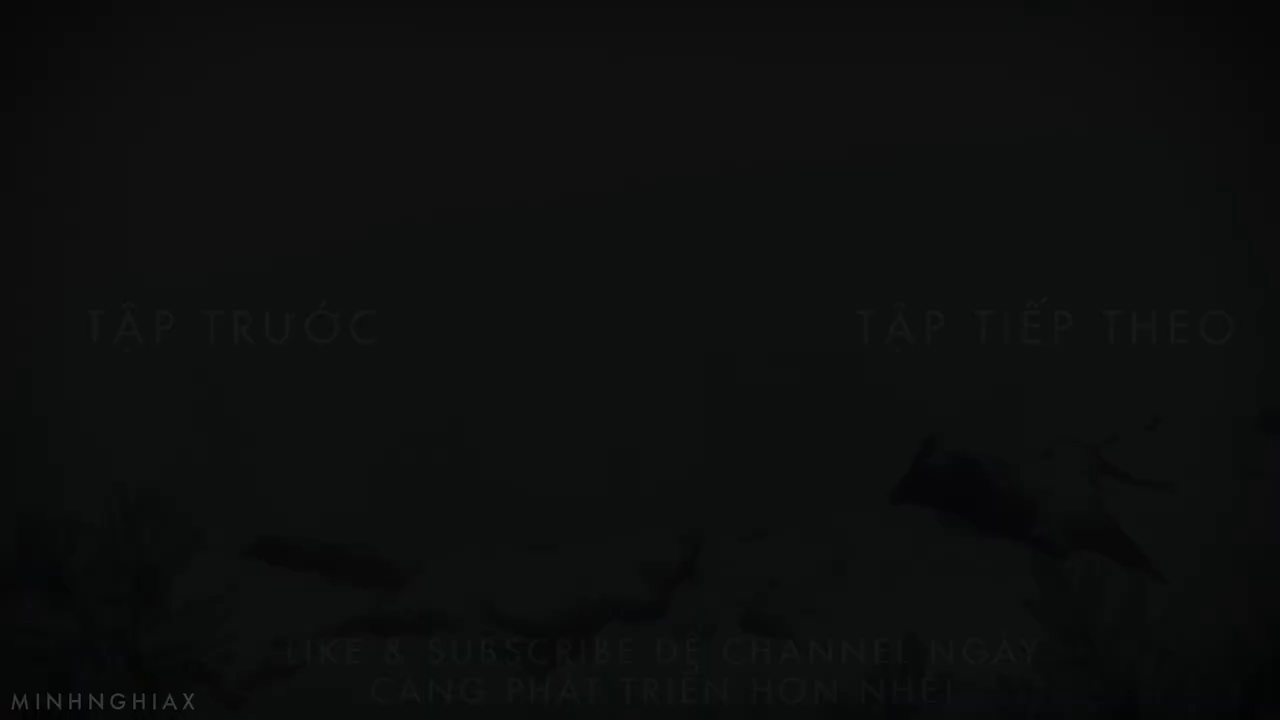 TẬP TRƯỚC
TẬP TIẾP THEO
LIKE & SUBSCRIBE ĐỂ CHANNEL NGÀY
CÀNG PHÁT TRIỂN HƠN NHÉ!
MINHNGHIAX